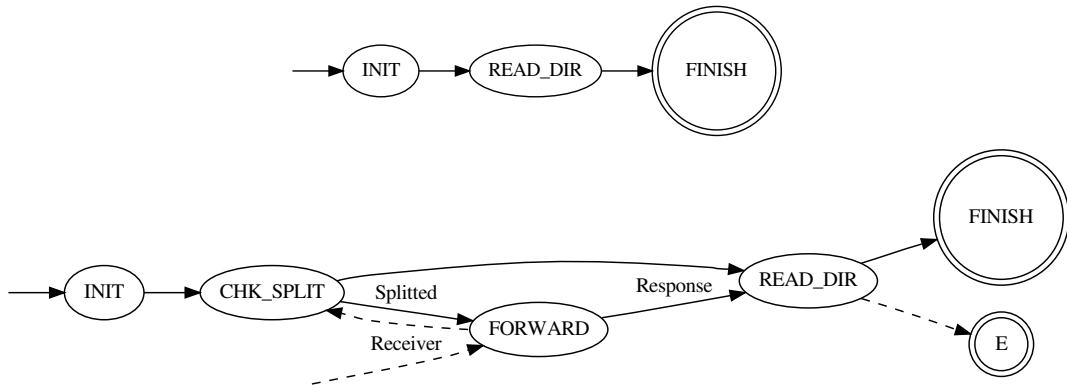 INIT
READ_DIR
FINISH
FINISH
INIT
CHK_SPLIT
Splitted
Response
READ_DIR
FORWARD
Receiver
E